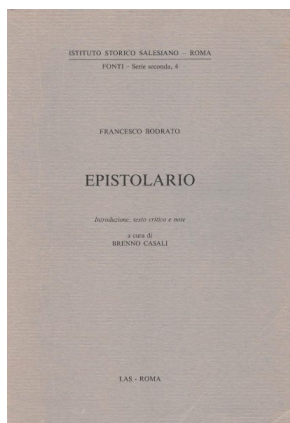 ISTITUTO STORICO SALESIANO – ROMA
FONTI – Serie seconda, 4
FRANCESCO BODRATO
EPISTOLARIO
Introduzione, testo critico e note
a cura di
BRENNO CASALI
LAS - ROMA